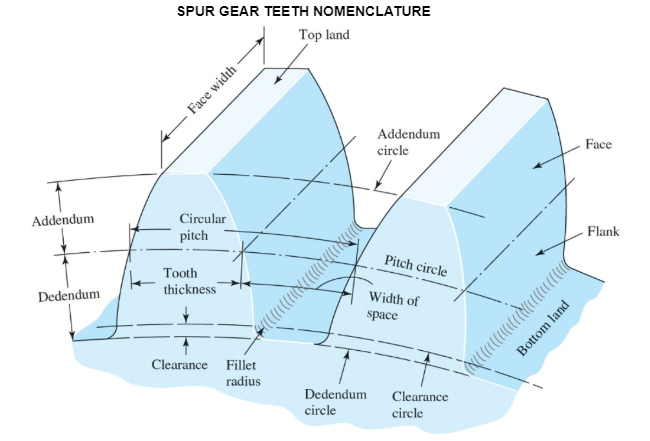 SPUR GEAR TEETH NOMENCLATURE
Top land
Face width
Addendum
circle
Face
Addendum
Circular
pitch
Flank
Pitch circle
Tooth
thickness
Dedendum
Width of
space
Bottom land
Clearance
Fillet
radius
Dedendum
circle
Clearance
circle